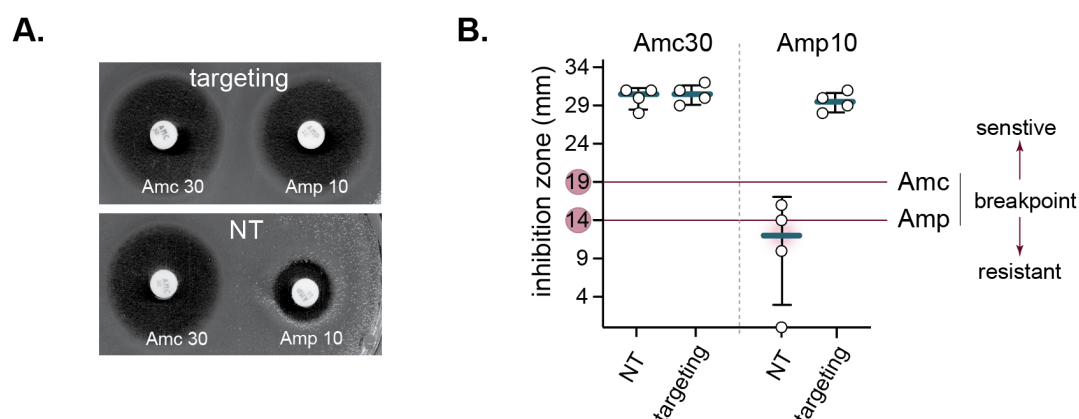 A.
targeting
Amc 30
Amp 10
NT
Amc 30
Amp 10
B.
Amc30
Amp10
inhibition zone (mm)
34
29
24
19
14
9
4
NT
targeting
NT
targeting
Amc
Amp
senstive
breakpoint
resistant